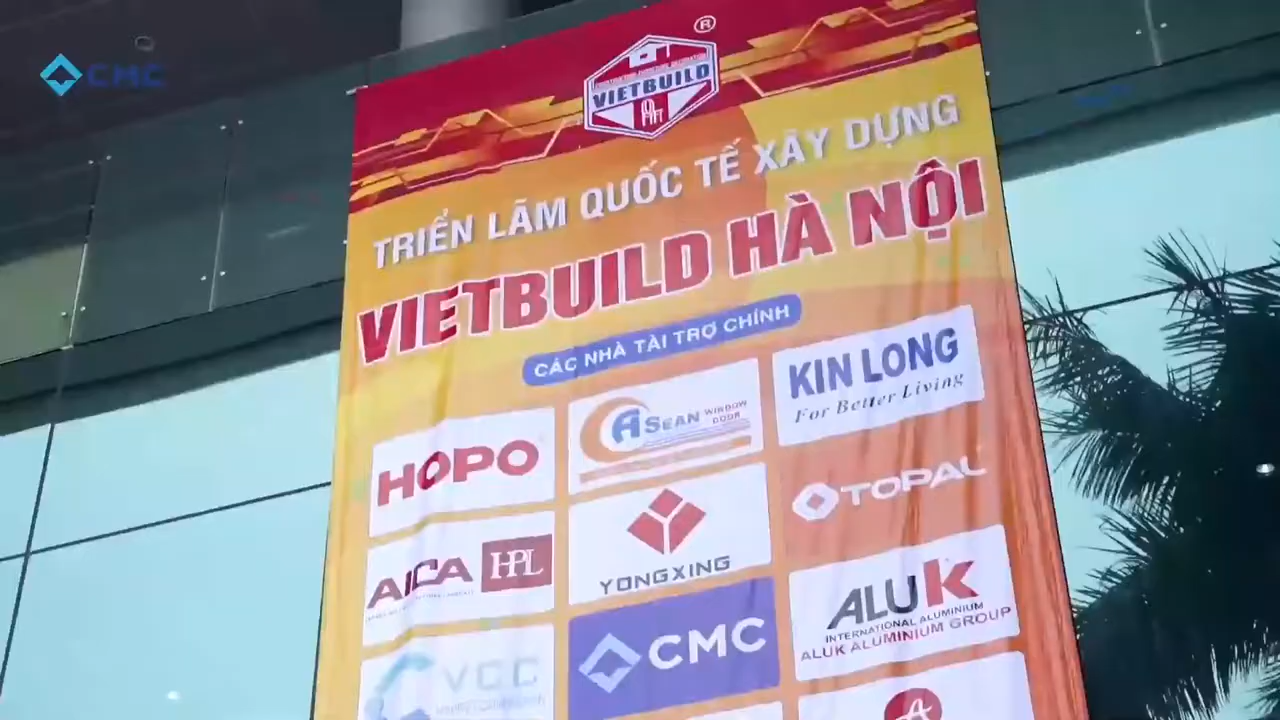 CMC
®
VIETBUILD
TRIỂN LÃM QUỐC TẾ XÂY DỰNG
VIETBUILD HÀ NỘI
CÁC NHÀ TÀI TRỢ CHÍNH
HOPO
ASEAN WINDOW DOOR
KIN LONG
For Better Living
AICA HPL
YONGXING
TOPAL
VCC
CMC
ALUK
INTERNATIONAL ALUMINIUM
ALUK ALUMINIUM GROUP